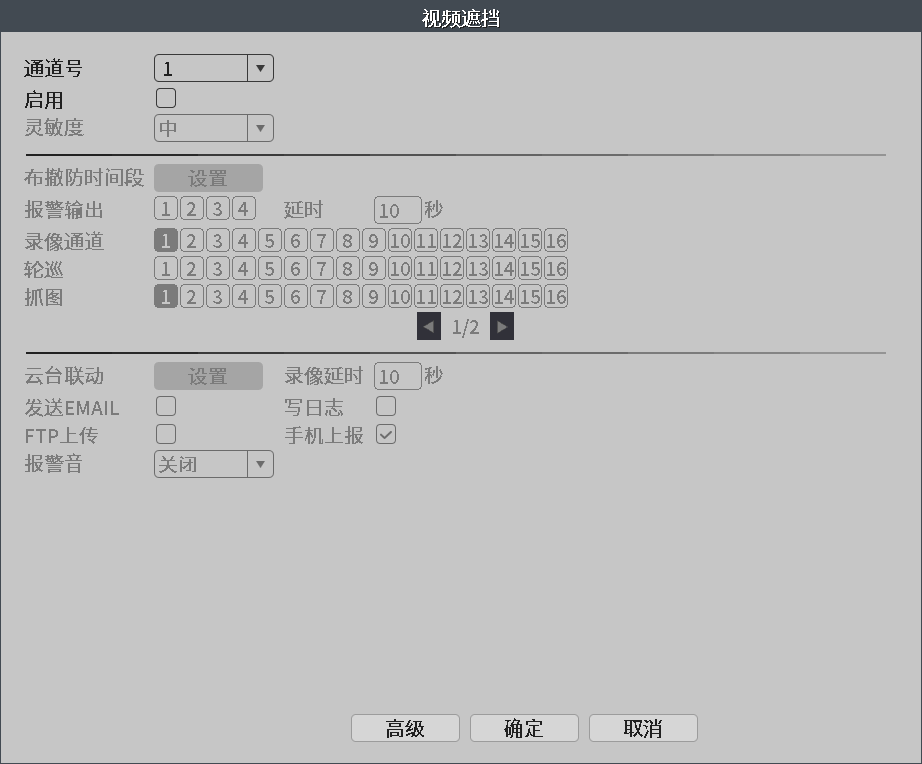 视频遮挡
通道号 1
启用
灵敏度 中
布撤防时间段 设置
报警输出 1 2 3 4 延时 10 秒
录像通道 1 2 3 4 5 6 7 8 9 10 11 12 13 14 15 16
轮巡 1 2 3 4 5 6 7 8 9 10 11 12 13 14 15 16
抓图 1 2 3 4 5 6 7 8 9 10 11 12 13 14 15 16
1/2
云台联动 设置 录像延时 10 秒
发送EMAIL 写日志
FTP上传 手机上报
报警音 关闭
高级 确定 取消